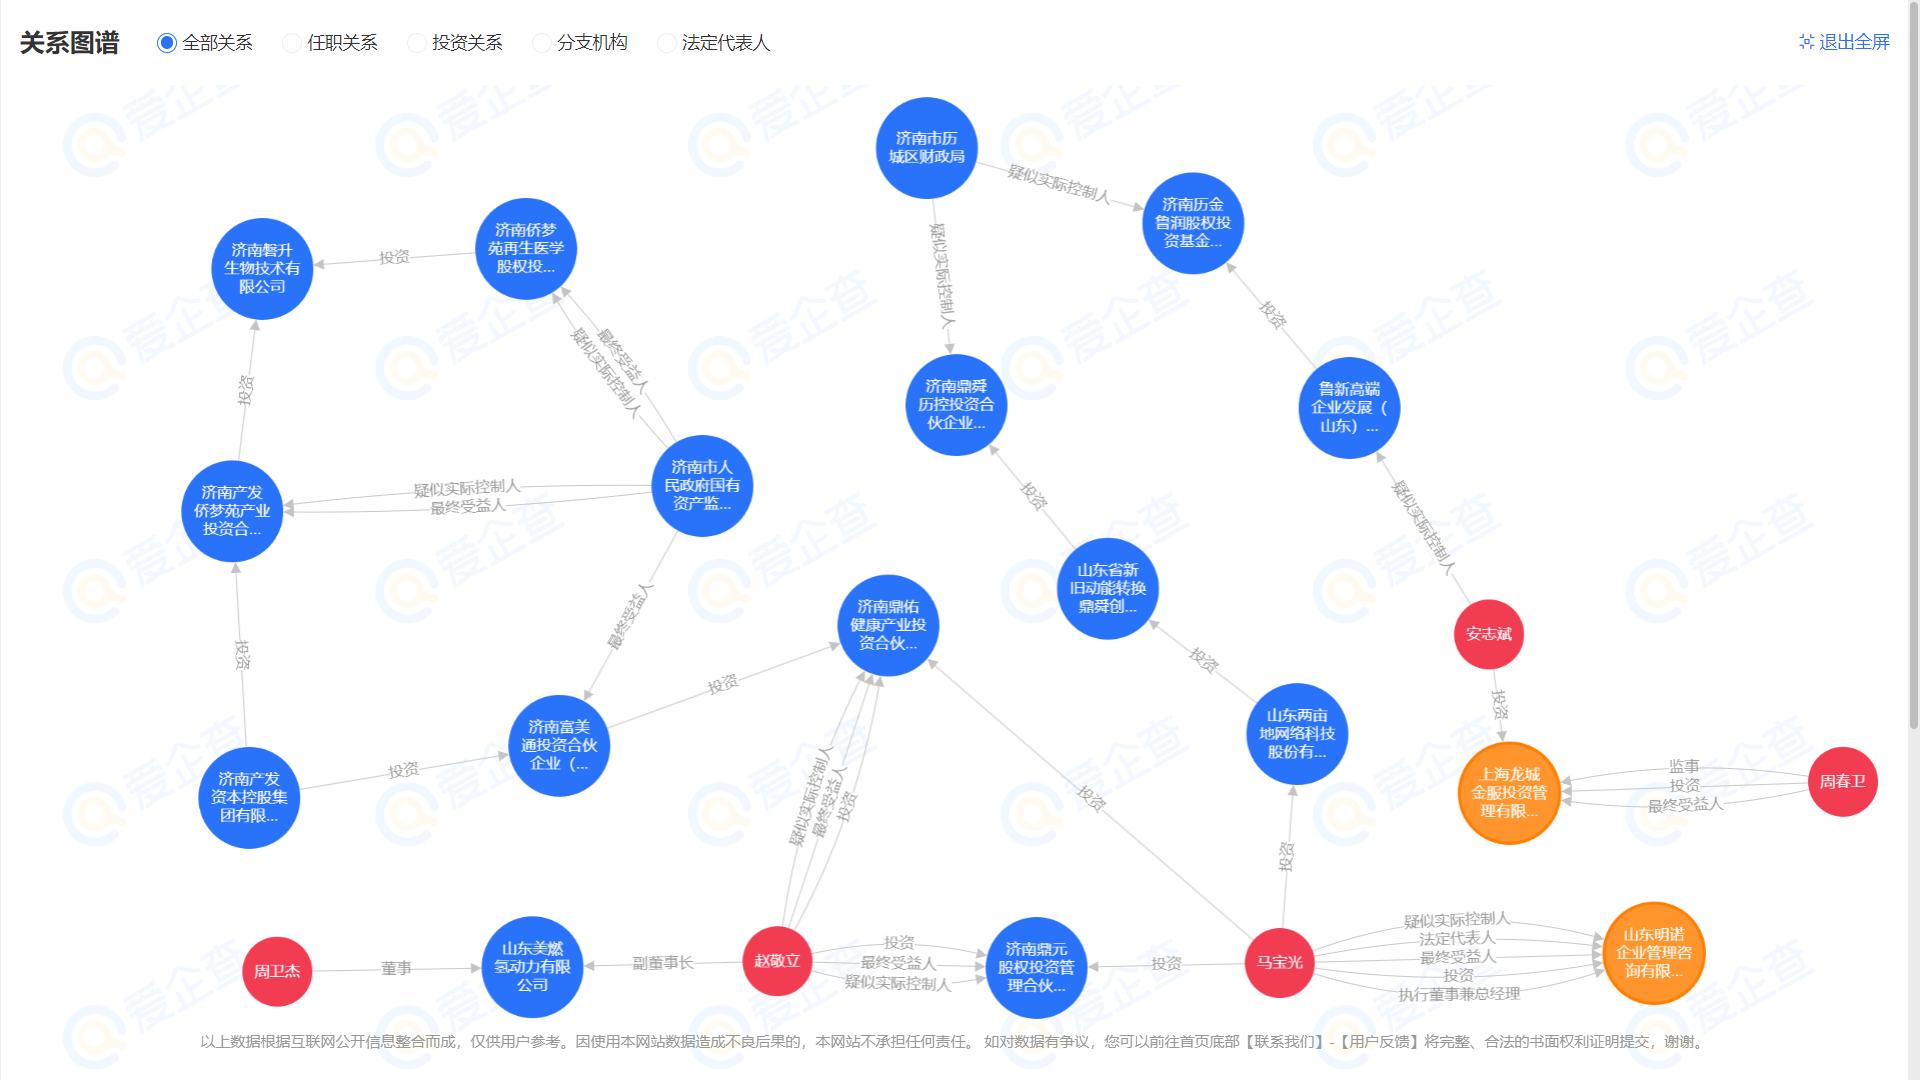 关系图谱
全部关系
任职关系
投资关系
分支机构
法定代表人
退出全屏
济南市历
城区财政局
疑似实际控制人
济南历金
鲁润股权投
资基金...
济南侨梦
苑再生医学
股权投...
济南磐升
生物技术有
限公司
投资
疑似实际控制人
投资
最终受益人
疑似实际控制人
投资
济南鼎舜
历控投资合
伙企业...
鲁新高端
企业发展（
山东）...
济南市人
民政府国有
资产监...
疑似实际控制人
最终受益人
济南产发
侨梦苑产业
投资合...
投资
疑似实际控制人
山东省新
旧动能转换
鼎舜创...
济南鼎佑
健康产业投
资合伙...
最终受益人
安志斌
投资
投资
投资
投资
济南富美
通投资合伙
企业（...
山东两亩
地网络科技
股份有...
上海龙城
金服投资管
理有限...
监事
投资
最终受益人
周春卫
济南产发
资本控股集
团有限...
投资
疑似实际控制人
最终受益人
投资
投资
投资
周卫杰
董事
山东美燃
氢动力有限
公司
副董事长
赵敬立
投资
最终受益人
疑似实际控制人
济南鼎元
股权投资管
理合伙...
投资
马宝光
疑似实际控制人
法定代表人
最终受益人
投资
执行董事兼总经理
山东明诺
企业管理咨
询有限...
以上数据根据互联网公开信息整合而成，仅供用户参考。因使用本网站数据造成不良后果的，本网站不承担任何责任。 如对数据有争议，您可以前往首页底部【联系我们】-【用户反馈】将完整、合法的书面权利证明提交，谢谢。
爱企查